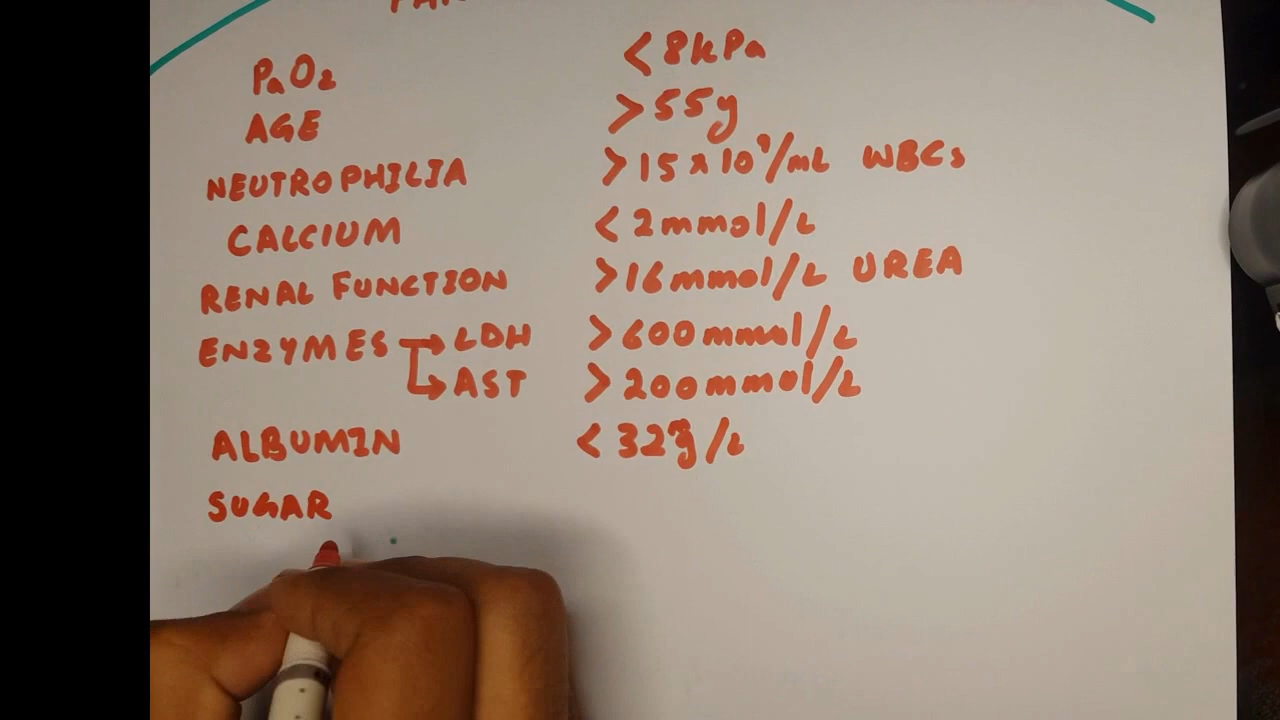 PaO2 <8kPa
AGE >55y
NEUTROPHILIA >15x10⁹/mL WBCs
CALCIUM <2mmol/L
RENAL FUNCTION >16mmol/L UREA
ENZYMES → LDH >600mmol/L
→ AST >200mmol/L
ALBUMIN <32g/L
SUGAR